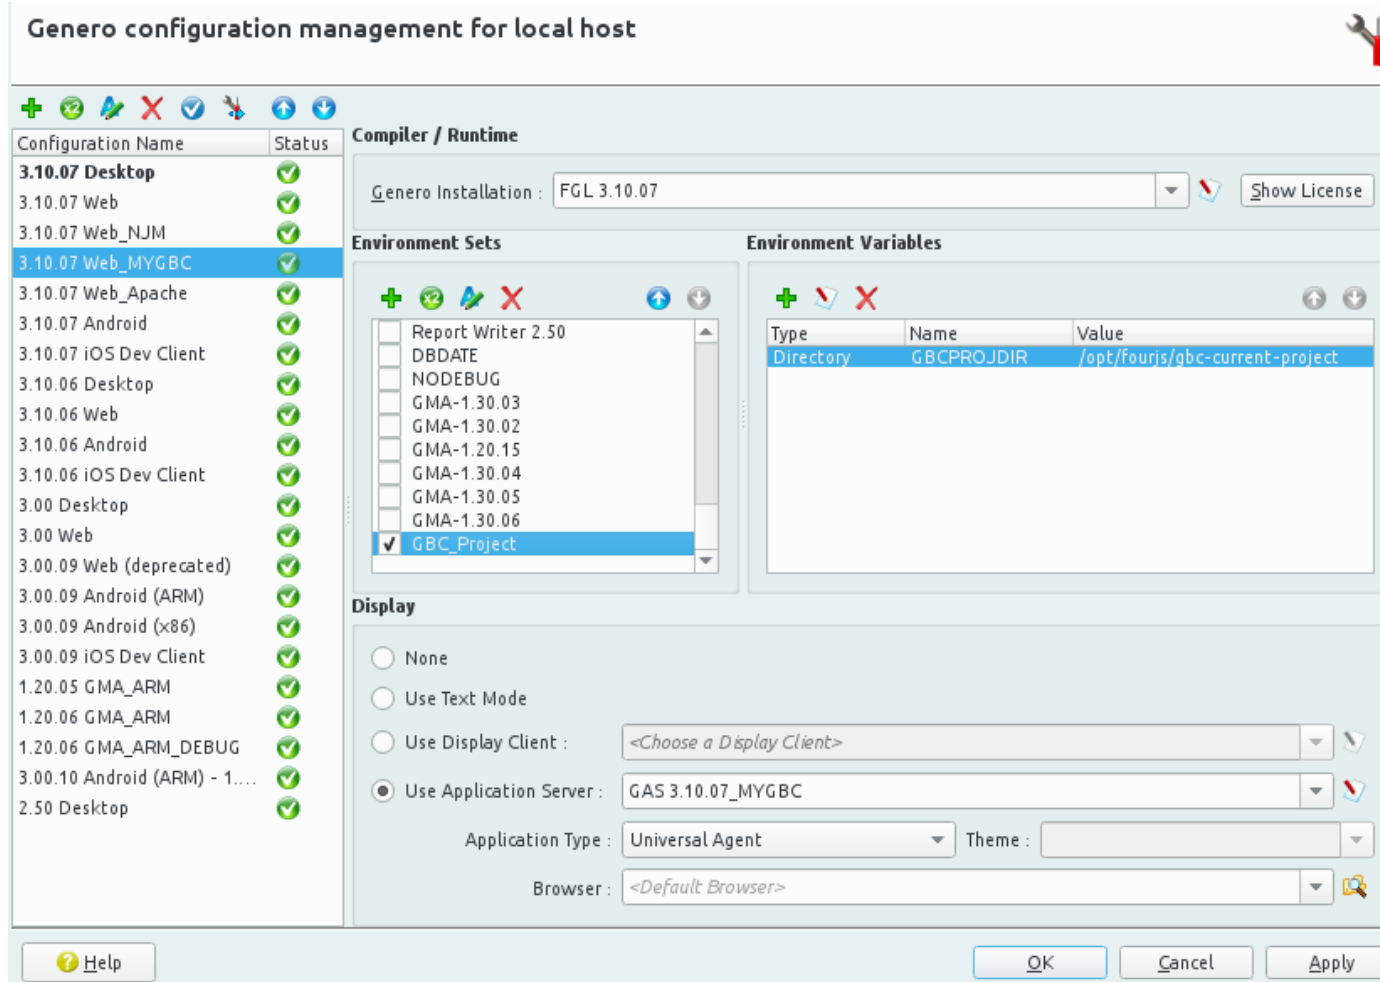 Genero configuration management for local host
Configuration Name Status
3.10.07 Desktop
3.10.07 Web
3.10.07 Web_NJM
3.10.07 Web_MYGBC
3.10.07 Web_Apache
3.10.07 Android
3.10.07 iOS Dev Client
3.10.06 Desktop
3.10.06 Web
3.10.06 Android
3.10.06 iOS Dev Client
3.00 Desktop
3.00 Web
3.00.09 Web (deprecated)
3.00.09 Android (ARM)
3.00.09 Android (x86)
3.00.09 iOS Dev Client
1.20.05 GMA_ARM
1.20.06 GMA_ARM
1.20.06 GMA_ARM_DEBUG
3.00.10 Android (ARM) - 1....
2.50 Desktop
Compiler / Runtime
Genero Installation : FGL 3.10.07 Show License
Environment Sets
x2
Report Writer 2.50
DBDATE
NODEBUG
GMA-1.30.03
GMA-1.30.02
GMA-1.20.15
GMA-1.30.04
GMA-1.30.05
GMA-1.30.06
GBC_Project
Environment Variables
Type Name Value
Directory GBCPROJDIR /opt/fourjs/gbc-current-project
Display
None
Use Text Mode
Use Display Client : <Choose a Display Client>
Use Application Server : GAS 3.10.07_MYGBC
Application Type : Universal Agent Theme :
Browser : <Default Browser>
Help OK Cancel Apply